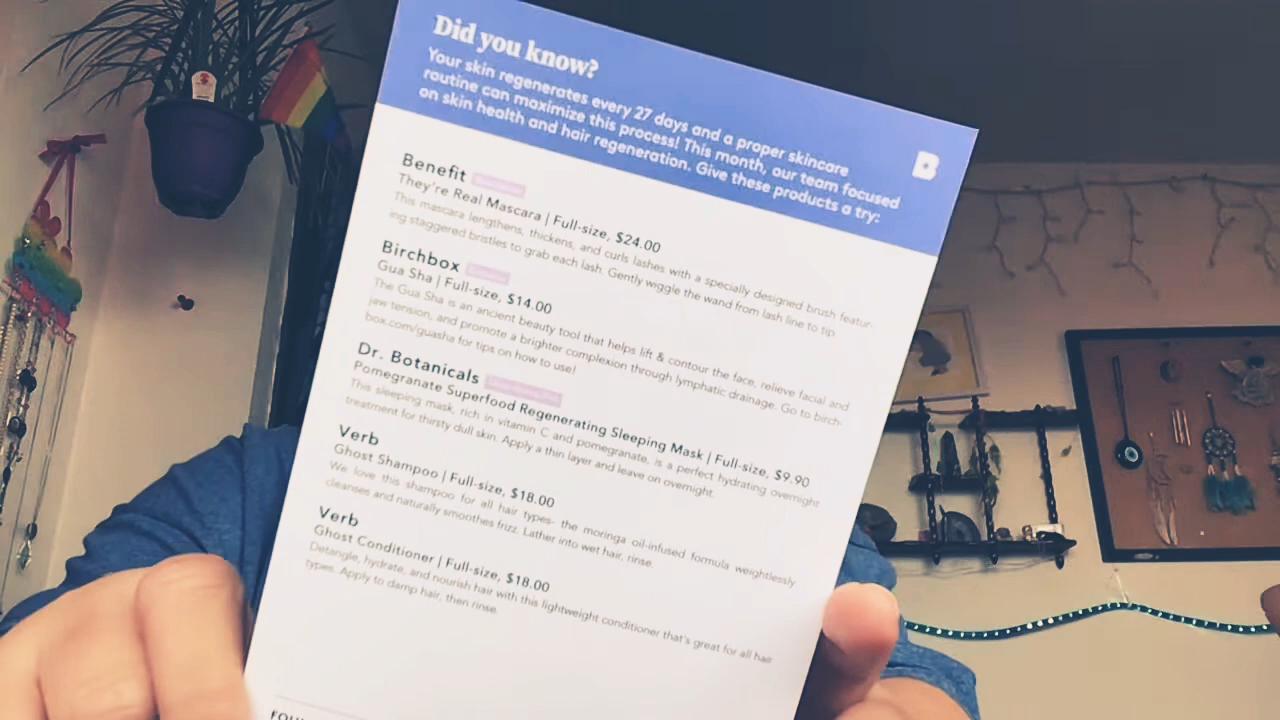 Did you know?
Your skin regenerates every 27 days and a proper skincare
routine can maximize this process! This month, our team focused
on skin health and hair regeneration. Give these products a try:
B
Benefit
They're Real Mascara | Full-size, $24.00
This mascara lengthens, thickens, and curls lashes with a specially designed brush featur-
ing staggered bristles to grab each lash. Gently wiggle the wand from lash line to tip.
Birchbox
Gua Sha | Full-size, $14.00
The Gua Sha is an ancient beauty tool that helps lift & contour the face, relieve facial and
jaw tension, and promote a brighter complexion through lymphatic drainage. Go to birch-
box.com/guasha for tips on how to use!
Dr. Botanicals
Pomegranate Superfood Regenerating Sleeping Mask | Full-size, $9.90
This sleeping mask, rich in vitamin C and pomegranate, is a perfect hydrating overnight
treatment for thirsty dull skin. Apply a thin layer and leave on overnight.
Verb
Ghost Shampoo | Full-size, $18.00
We love this shampoo for all hair types- the moringa oil-infused formula weightlessly
cleanses and naturally smoothes frizz. Lather into wet hair, rinse.
Verb
Ghost Conditioner | Full-size, $18.00
Detangle, hydrate, and nourish hair with this lightweight conditioner that's great for all hair
types. Apply to damp hair, then rinse.